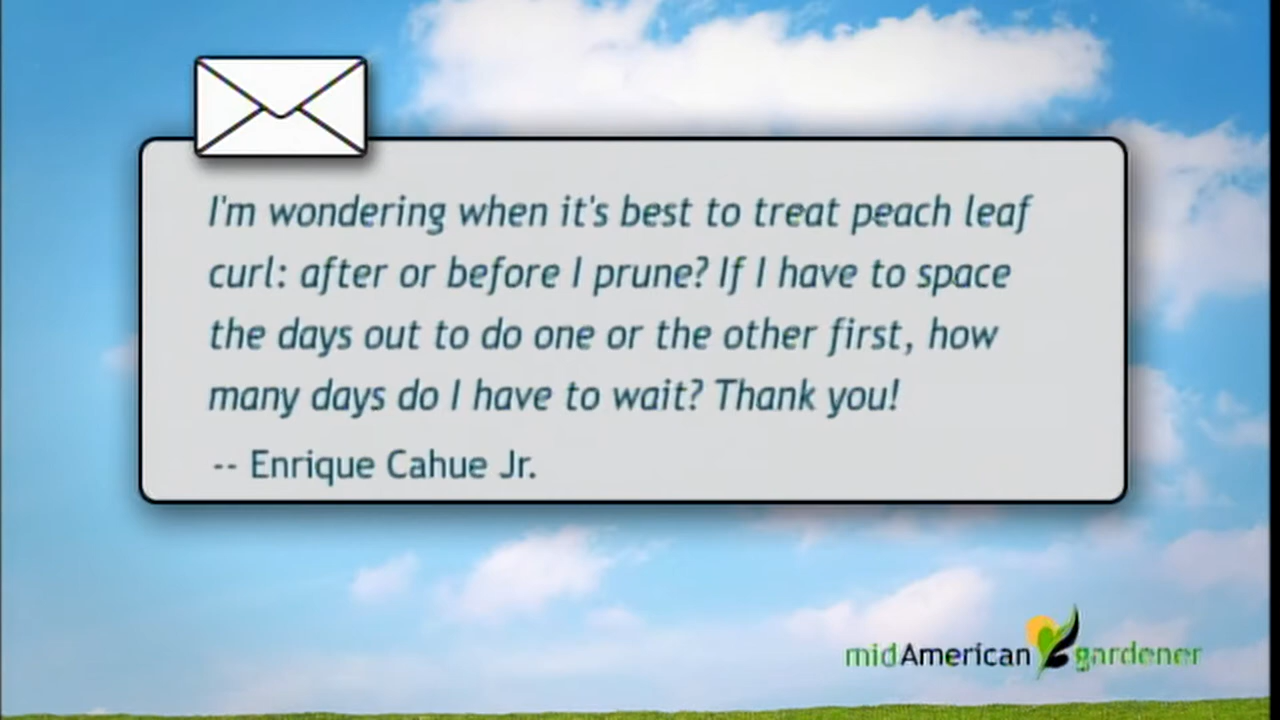 I'm wondering when it's best to treat peach leaf
curl: after or before I prune? If I have to space
the days out to do one or the other first, how
many days do I have to wait? Thank you!
-- Enrique Cahue Jr.
midAmerican gardener